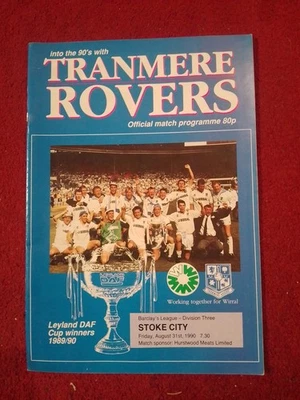 into the 90's with
TRANMERE
ROVERS
Official match programme 80p
Leyland DAF
Cup winners
1989/90
Working together for Wirral
Barclay's League – Division Three
STOKE CITY
Friday, August 31st, 1990 7.30
Match sponsor: Hurstwood Meats Limited